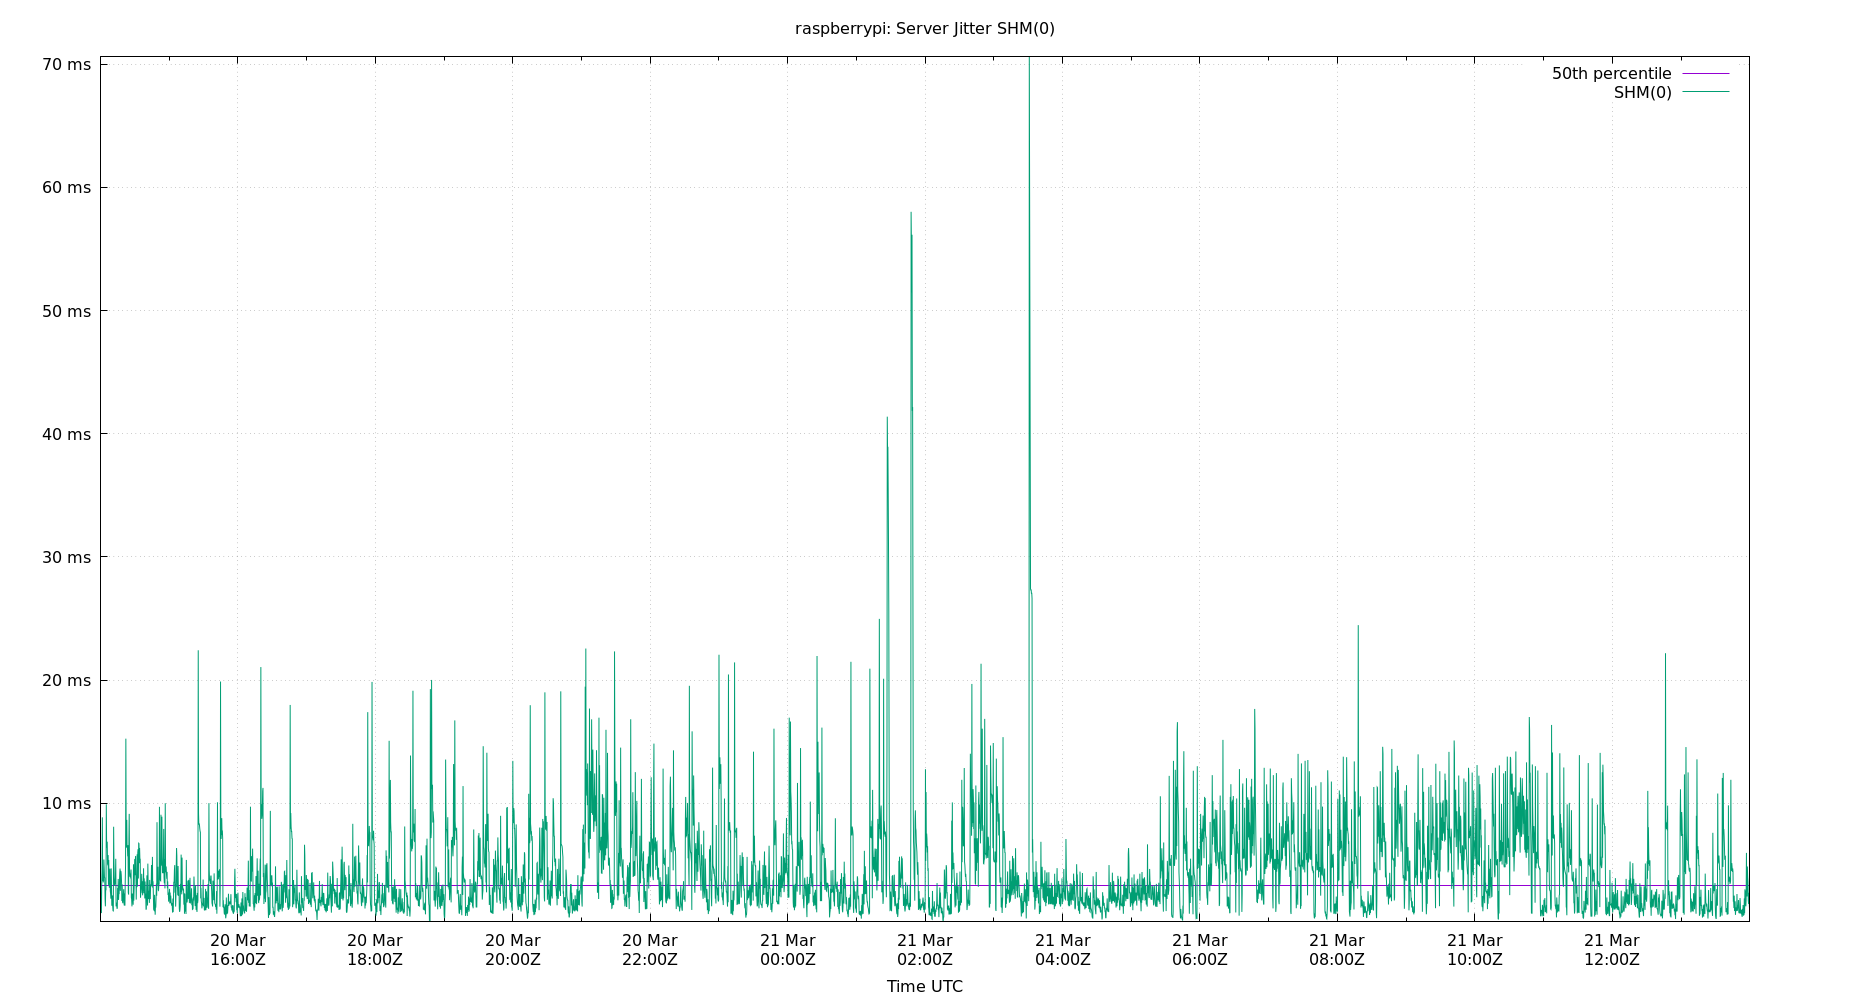 raspberrypi: Server Jitter SHM(0)
70 ms
60 ms
50 ms
40 ms
30 ms
20 ms
10 ms
50th percentile
SHM(0)
20 Mar 20 Mar 20 Mar 20 Mar 21 Mar 21 Mar 21 Mar 21 Mar 21 Mar 21 Mar 21 Mar
16:00Z 18:00Z 20:00Z 22:00Z 00:00Z 02:00Z 04:00Z 06:00Z 08:00Z 10:00Z 12:00Z
Time UTC